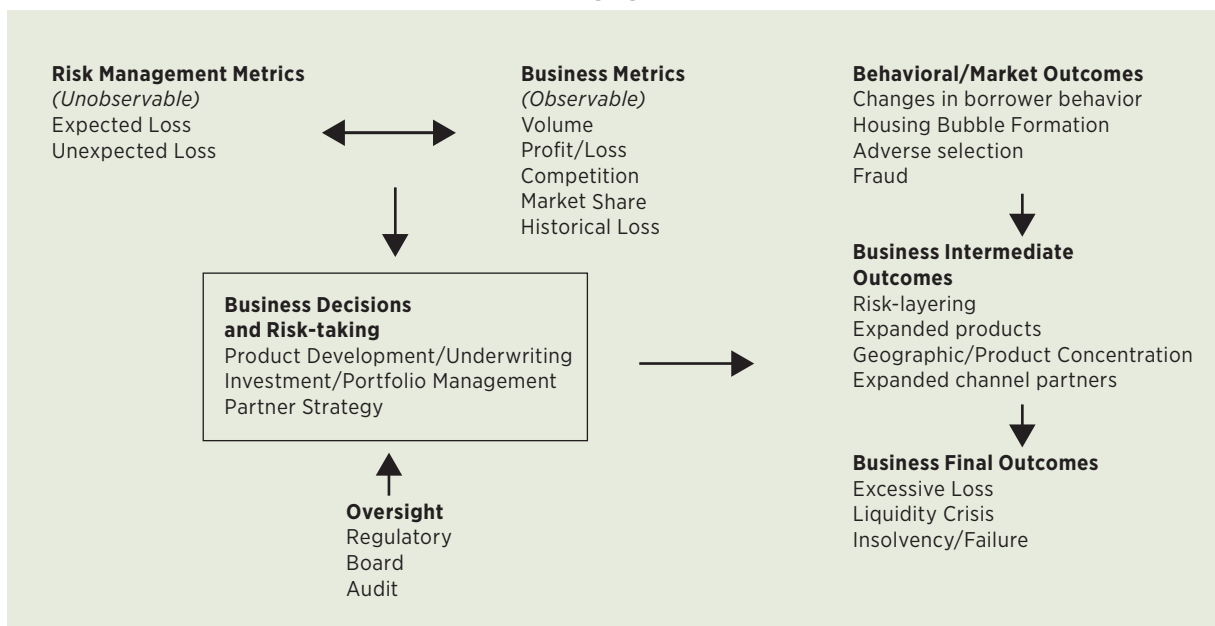 Risk Management Metrics
(Unobservable)
Expected Loss
Unexpected Loss
Business Metrics
(Observable)
Volume
Profit/Loss
Competition
Market Share
Historical Loss
Behavioral/Market Outcomes
Changes in borrower behavior
Housing Bubble Formation
Adverse selection
Fraud
Business Decisions
and Risk-taking
Product Development/Underwriting
Investment/Portfolio Management
Partner Strategy
Business Intermediate
Outcomes
Risk-layering
Expanded products
Geographic/Product Concentration
Expanded channel partners
Oversight
Regulatory
Board
Audit
Business Final Outcomes
Excessive Loss
Liquidity Crisis
Insolvency/Failure